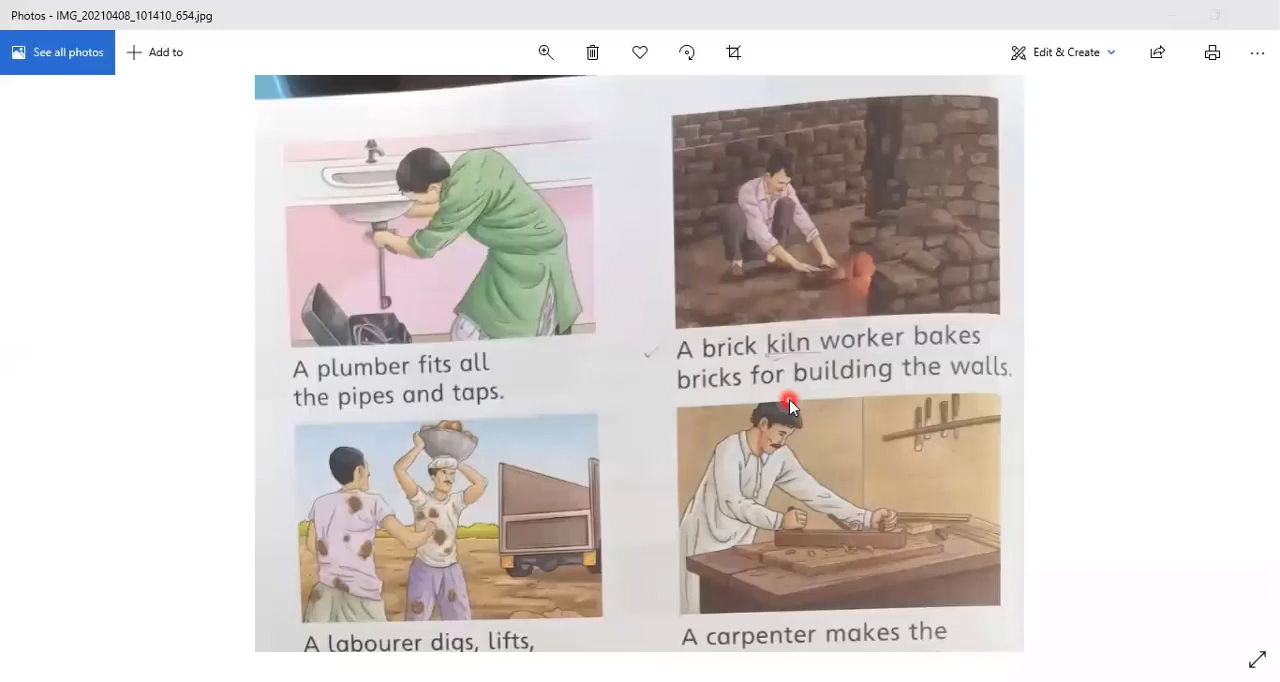 Photos - IMG_20210408_101410_654.jpg
See all photos
Add to
Edit & Create
A plumber fits all
the pipes and taps.
A brick kiln worker bakes
bricks for building the walls.
A labourer digs, lifts,
A carpenter makes the